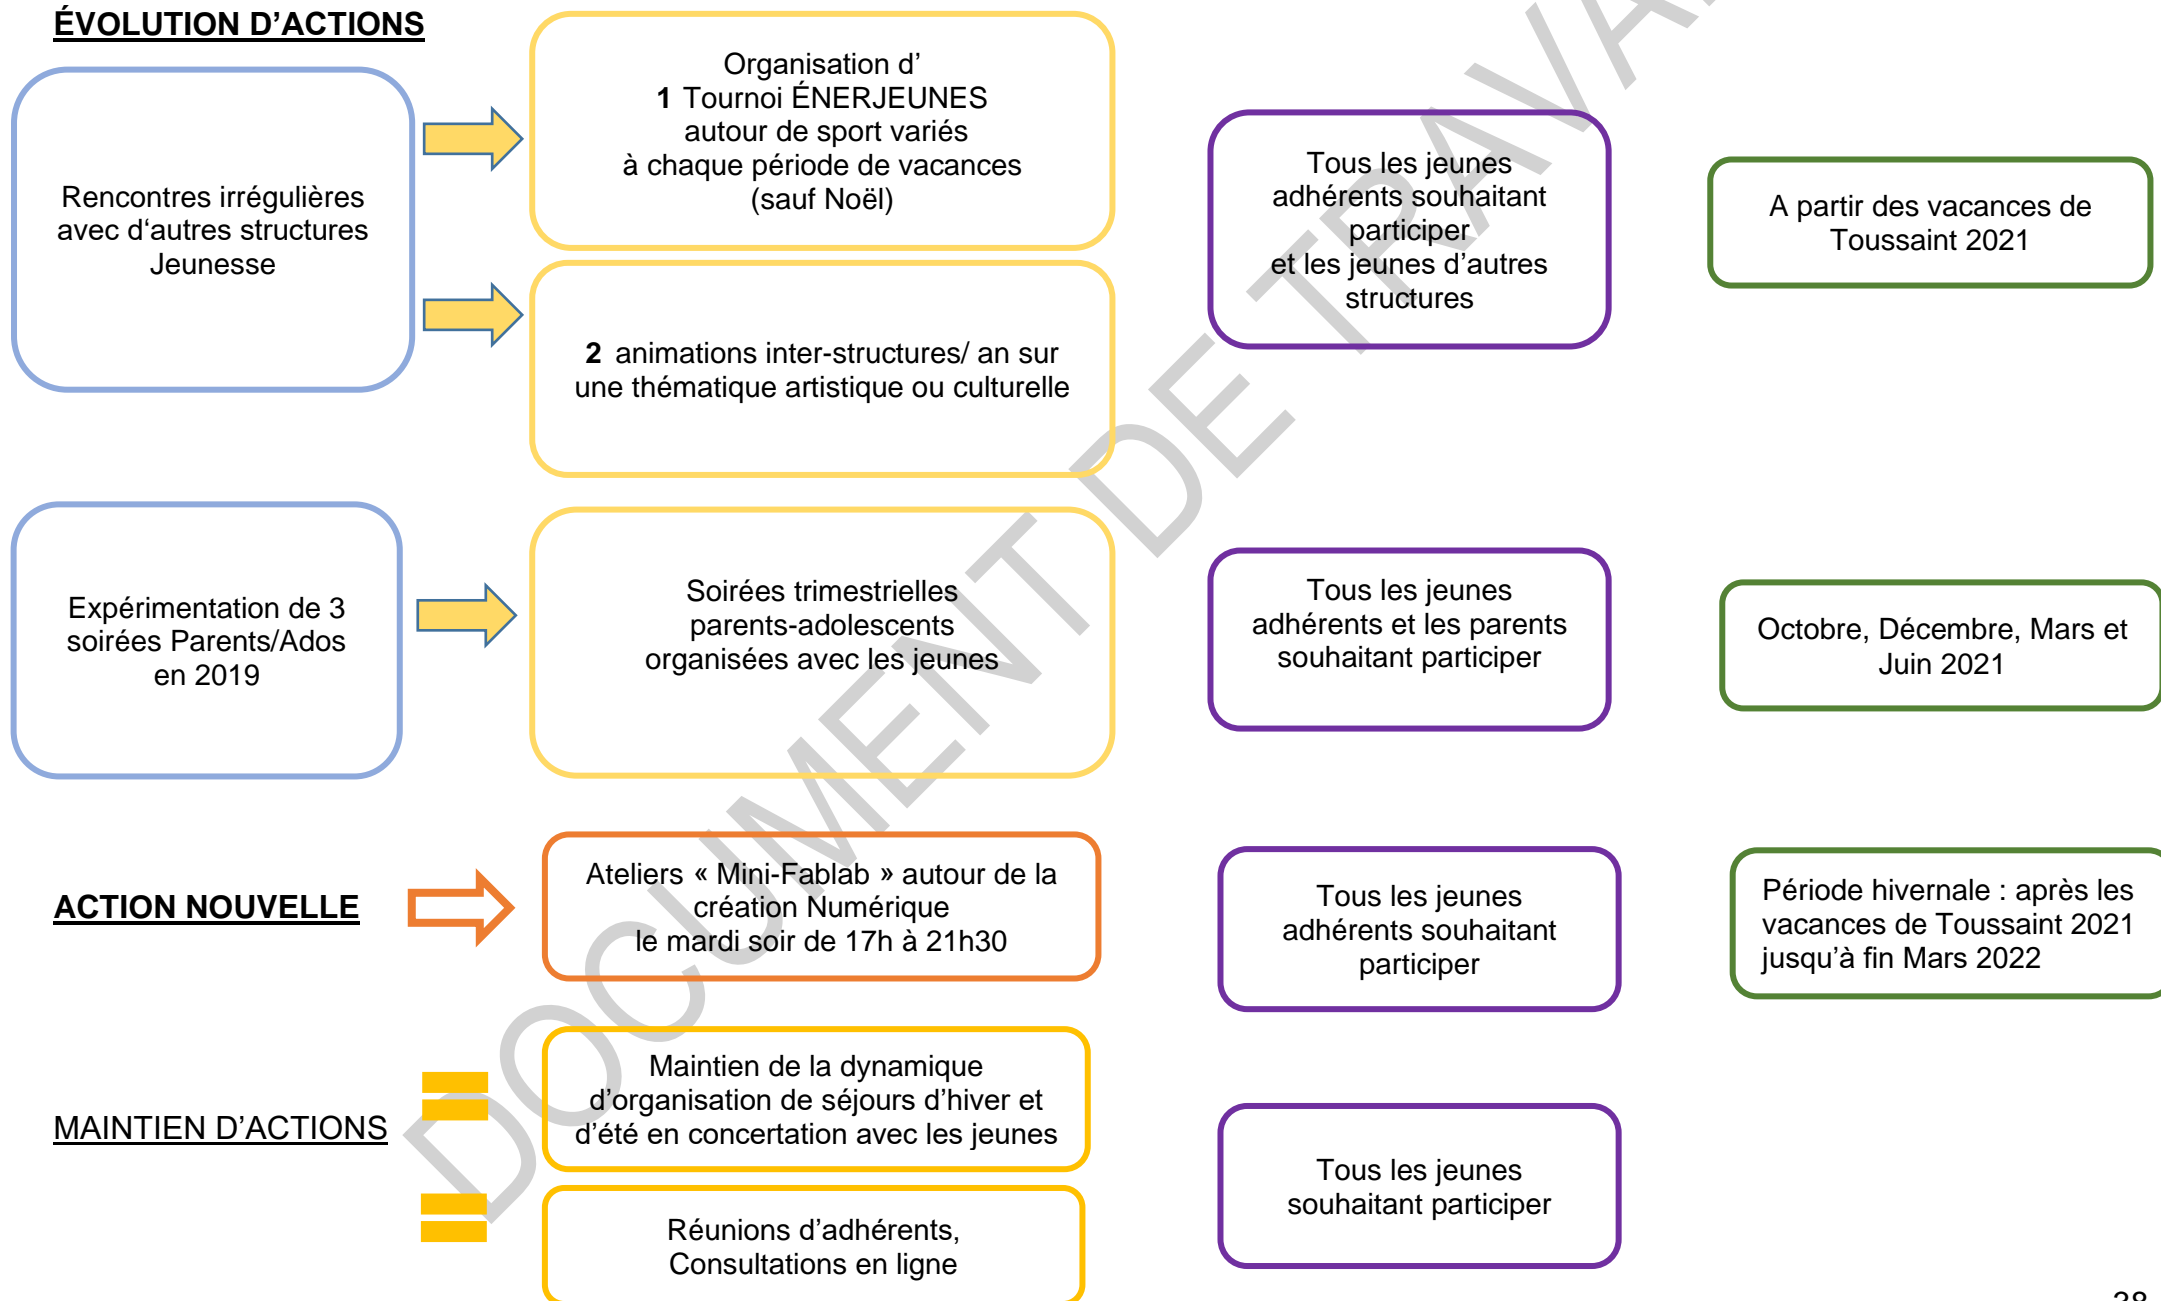 ÉVOLUTION D’ACTIONS
Rencontres irrégulières
avec d‘autres structures
Jeunesse
Organisation d’
1 Tournoi ÉNERJEUNES
autour de sport variés
à chaque période de vacances
(sauf Noël)
2 animations inter-structures/ an sur
une thématique artistique ou culturelle
Tous les jeunes
adhérents souhaitant
participer
et les jeunes d’autres
structures
A partir des vacances de
Toussaint 2021
Expérimentation de 3
soirées Parents/Ados
en 2019
Soirées trimestrielles
parents-adolescents
organisées avec les jeunes
Tous les jeunes
adhérents et les parents
souhaitant participer
Octobre, Décembre, Mars et
Juin 2021
ACTION NOUVELLE
Ateliers « Mini-Fablab » autour de la
création Numérique
le mardi soir de 17h à 21h30
Tous les jeunes
adhérents souhaitant
participer
Période hivernale : après les
vacances de Toussaint 2021
jusqu’à fin Mars 2022
MAINTIEN D’ACTIONS
Maintien de la dynamique
d’organisation de séjours d’hiver et
d’été en concertation avec les jeunes
Réunions d’adhérents,
Consultations en ligne
Tous les jeunes
souhaitant participer
DOCUMENT DE TRAVA